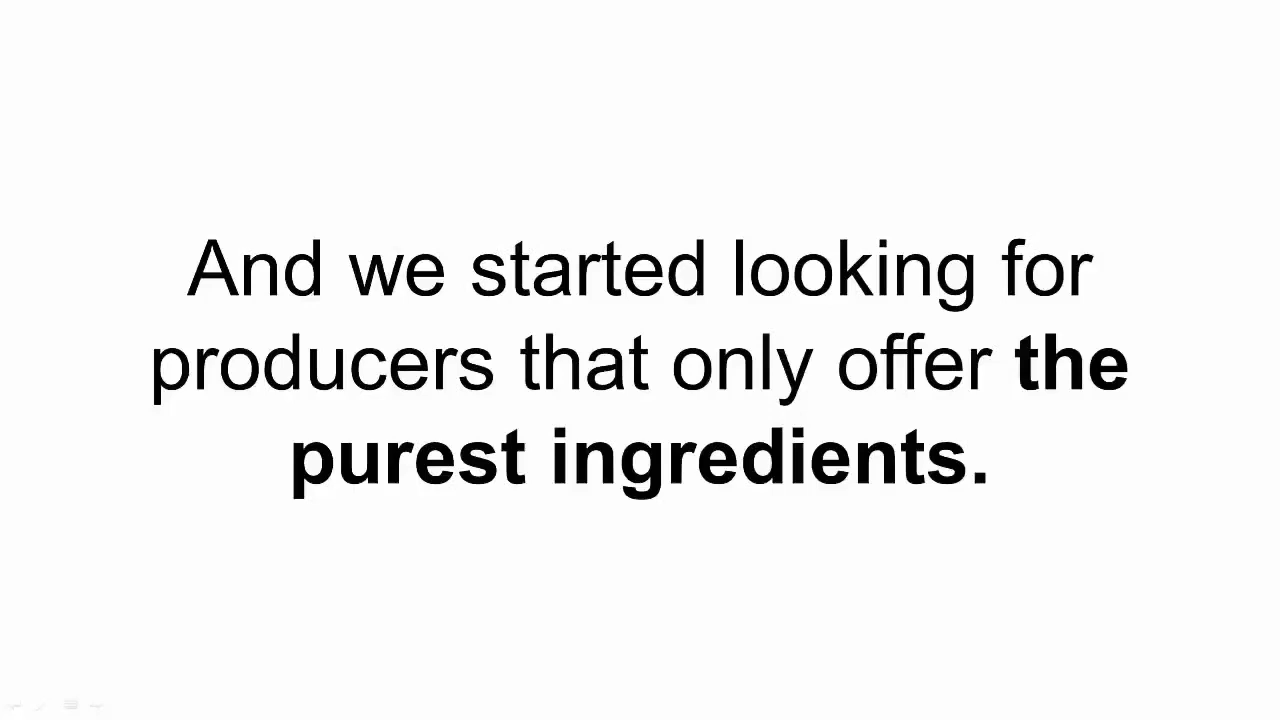 And we started looking for
producers that only offer the
purest ingredients.